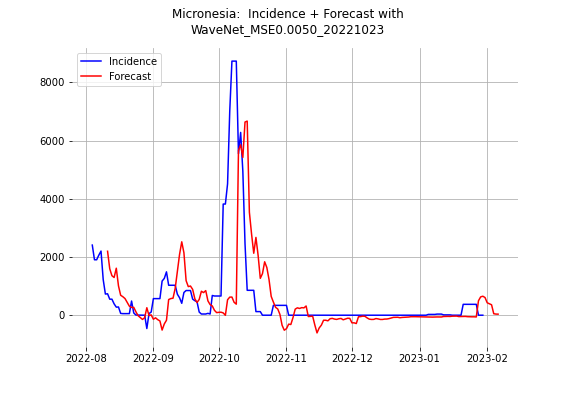 Micronesia:  Incidence + Forecast with
WaveNet_MSE0.0050_20221023
Incidence
Forecast
8000
6000
4000
2000
0
2022-08 2022-09 2022-10 2022-11 2022-12 2023-01 2023-02